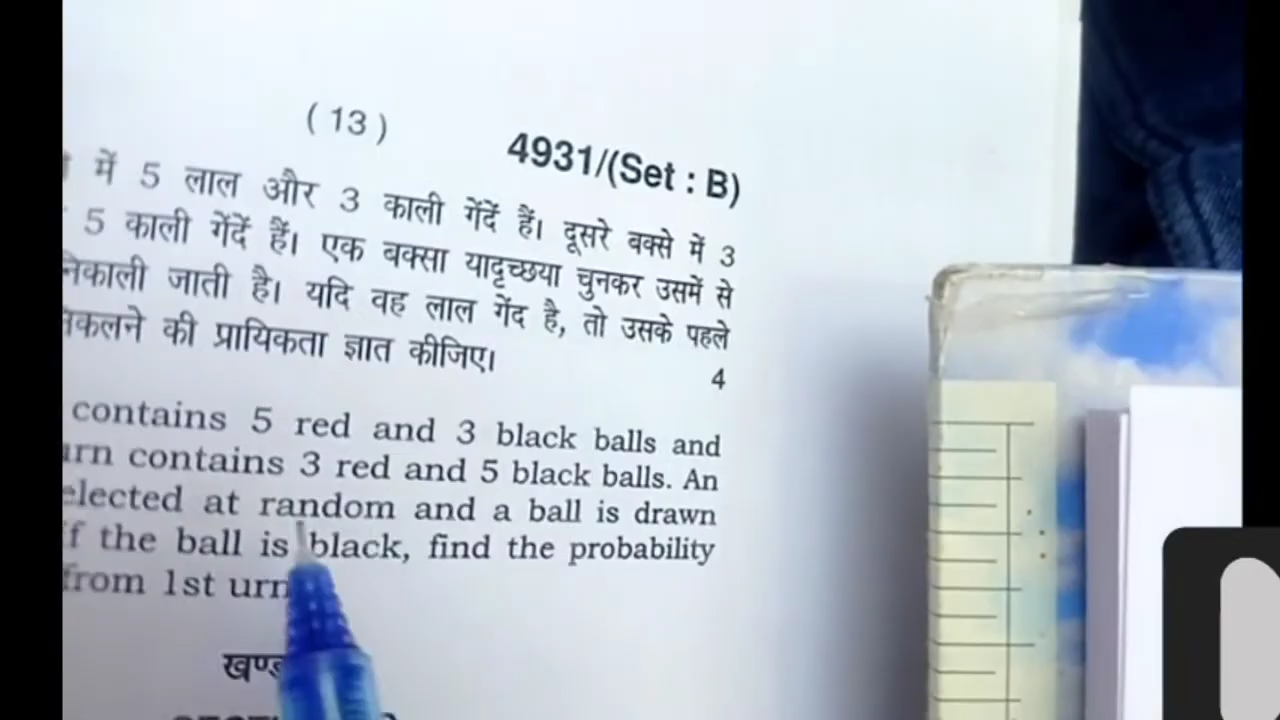 ( 13 )
4931/(Set : B)
में 5 लाल और 3 काली गेंदें हैं। दूसरे बक्से में 3
5 काली गेंदें हैं। एक बक्सा यादृच्छया चुनकर उसमें से
निकाली जाती है। यदि वह लाल गेंद है, तो उसके पहले
निकलने की प्रायिकता ज्ञात कीजिए।
4
contains 5 red and 3 black balls and
urn contains 3 red and 5 black balls. An
elected at random and a ball is drawn
if the ball is black, find the probability
from 1st urn